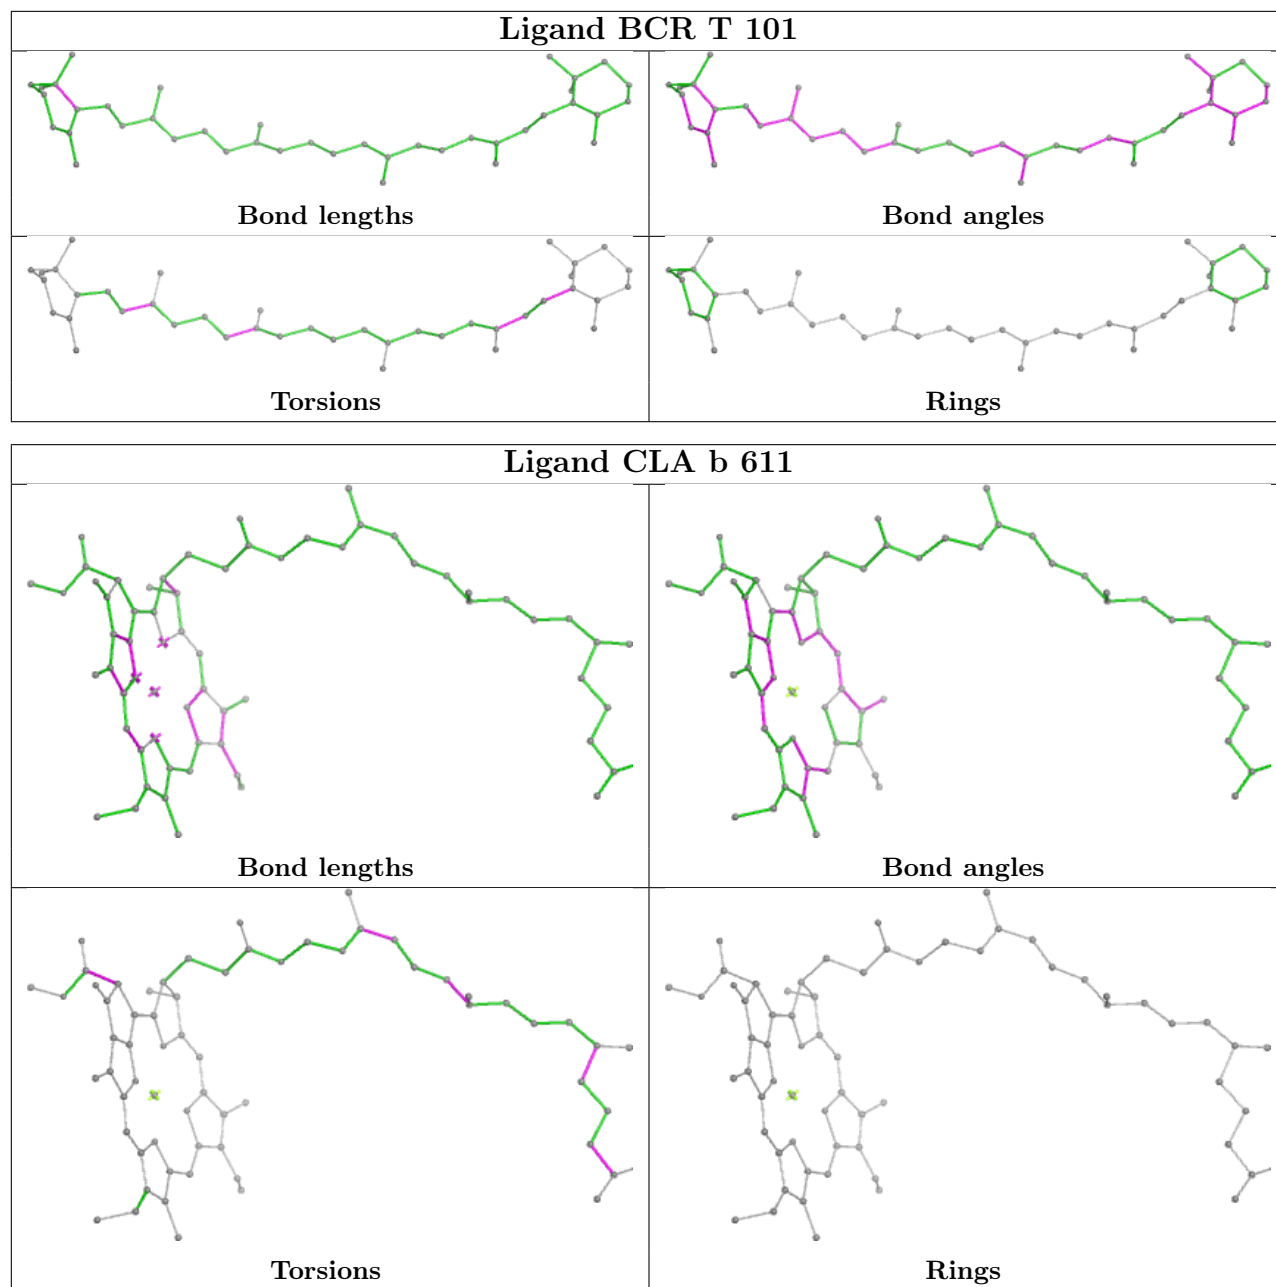 Ligand BCR T 101
Bond lengths
Bond angles
Torsions
Rings
Ligand CLA b 611
Bond lengths
Bond angles
Torsions
Rings